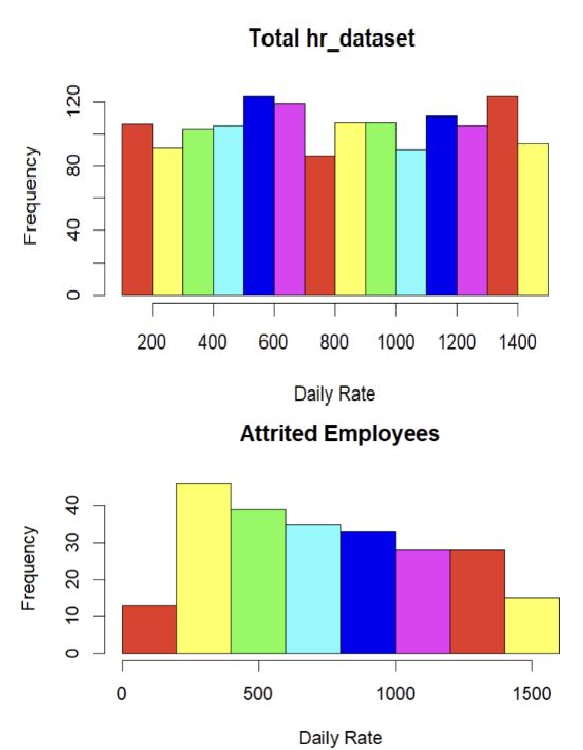 Total hr_dataset
Frequency
120
80
40
0
200 400 600 800 1000 1200 1400
Daily Rate
Attrited Employees
Frequency
40
30
20
10
0
0 500 1000 1500
Daily Rate